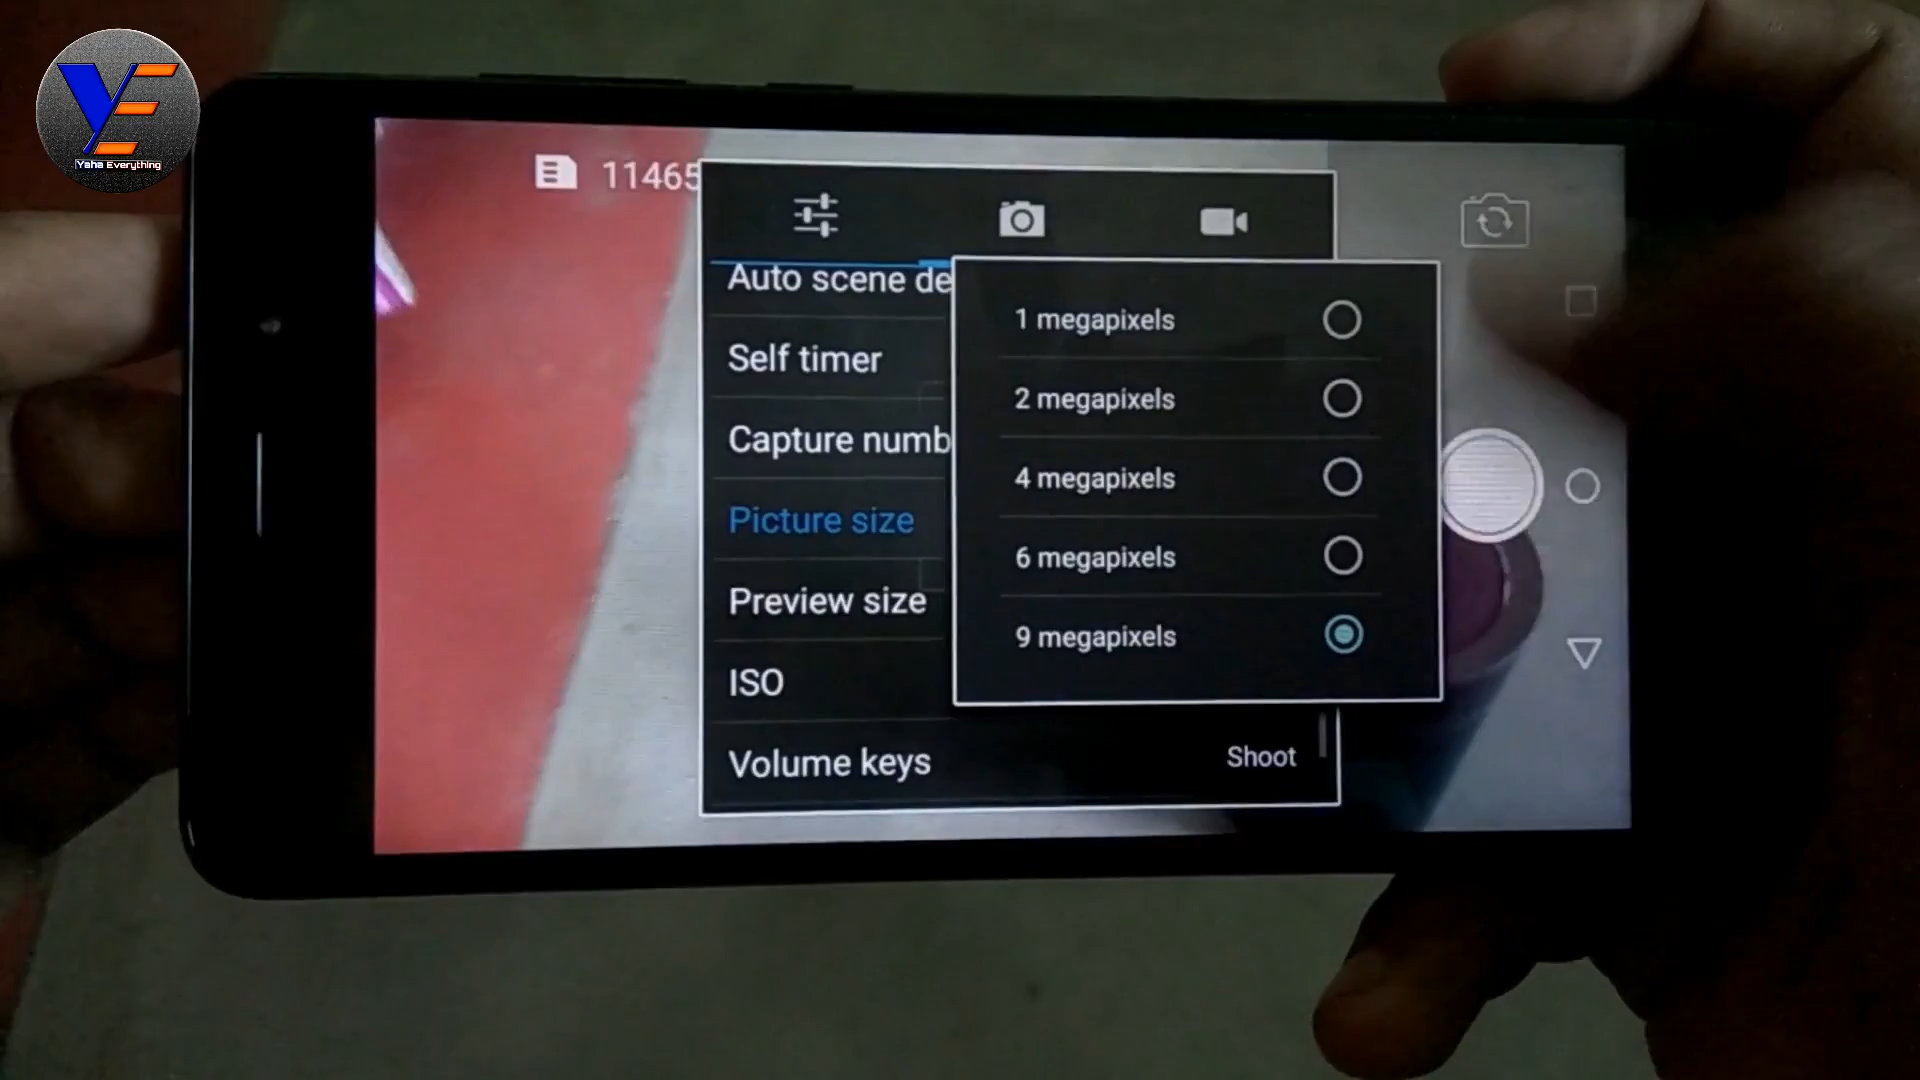 Yaha Everything
11465
Auto scene de
Self timer
Capture numb
Picture size
Preview size
ISO
Volume keys
Shoot
1 megapixels
2 megapixels
4 megapixels
6 megapixels
9 megapixels